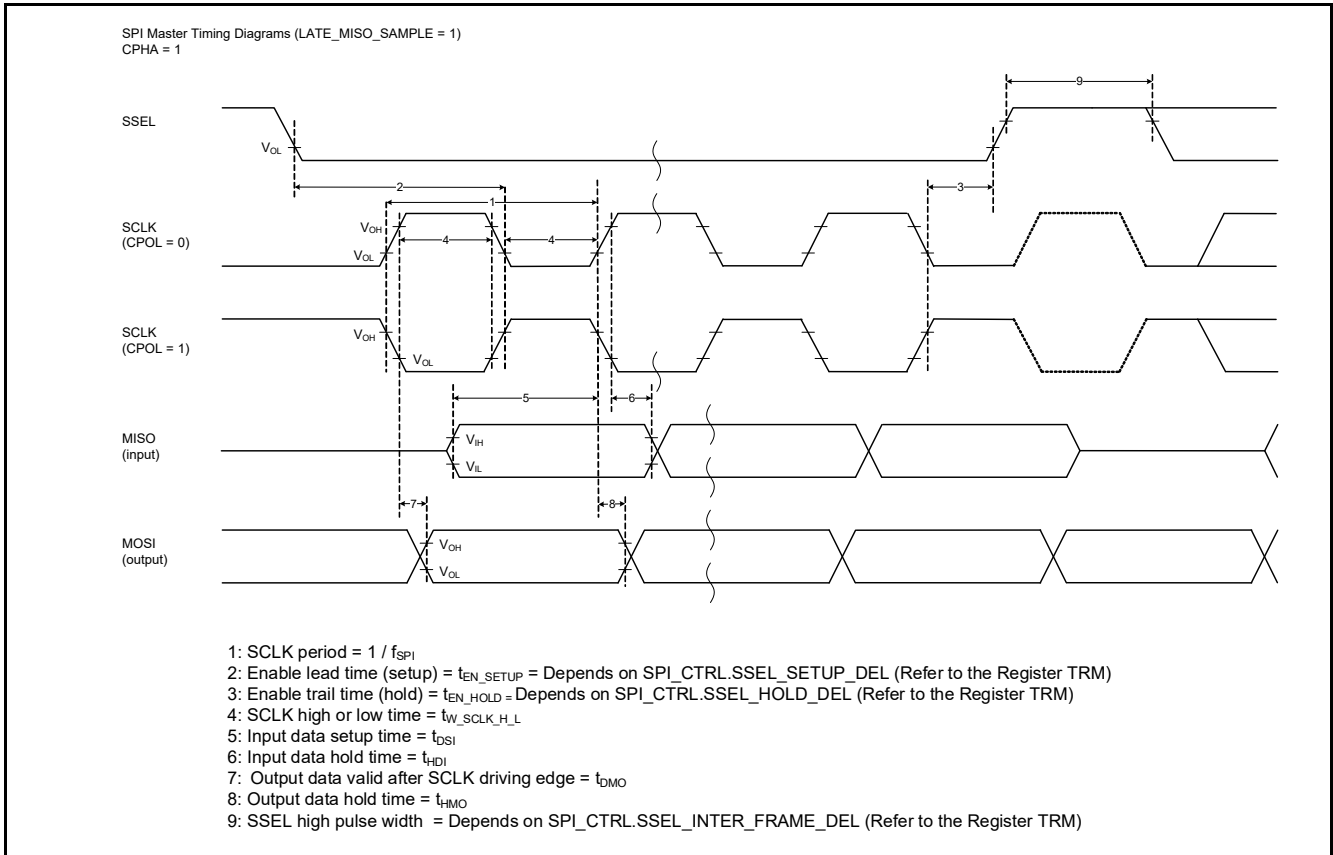 SPI Master Timing Diagrams (LATE_MISO_SAMPLE = 1)
CPHA = 1
9
SSEL
VOL
2
3
1
SCLK
(CPOL = 0)
VOH
4
4
VOL
SCLK
(CPOL = 1)
VOH
VOL
5
6
MISO
(input)
VIH
VIL
7
8
MOSI
(output)
VOH
VOL
1: SCLK period = 1 / fSPI
2: Enable lead time (setup) = tEN_SETUP = Depends on SPI_CTRL.SSEL_SETUP_DEL (Refer to the Register TRM)
3: Enable trail time (hold) = tEN_HOLD = Depends on SPI_CTRL.SSEL_HOLD_DEL (Refer to the Register TRM)
4: SCLK high or low time = tW_SCLK_H_L
5: Input data setup time = tDSI
6: Input data hold time = tHDI
7: Output data valid after SCLK driving edge = tDMO
8: Output data hold time = tHMO
9: SSEL high pulse width = Depends on SPI_CTRL.SSEL_INTER_FRAME_DEL (Refer to the Register TRM)